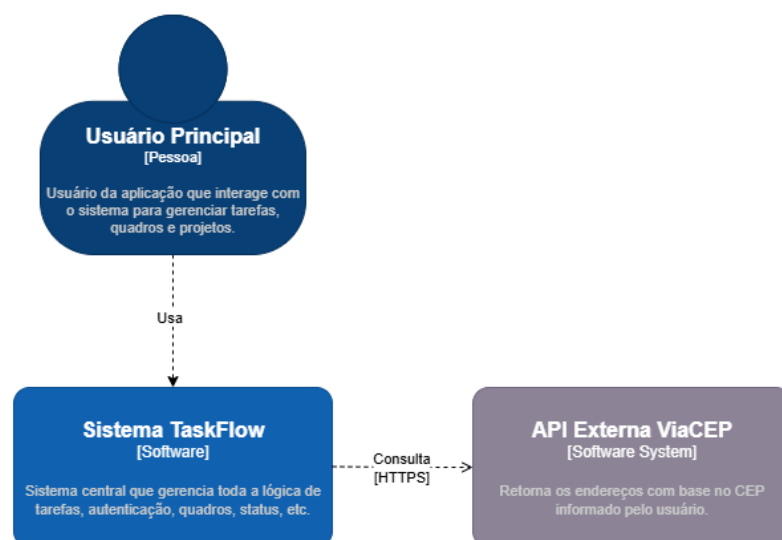 Usuário Principal
[Pessoa]
Usuário da aplicação que interage com
o sistema para gerenciar tarefas,
quadros e projetos.
Usa
Sistema TaskFlow
[Software]
Sistema central que gerencia toda a lógica de
tarefas, autenticação, quadros, status, etc.
Consulta
[HTTPS]
API Externa ViaCEP
[Software System]
Retorna os endereços com base no CEP
informado pelo usuário.